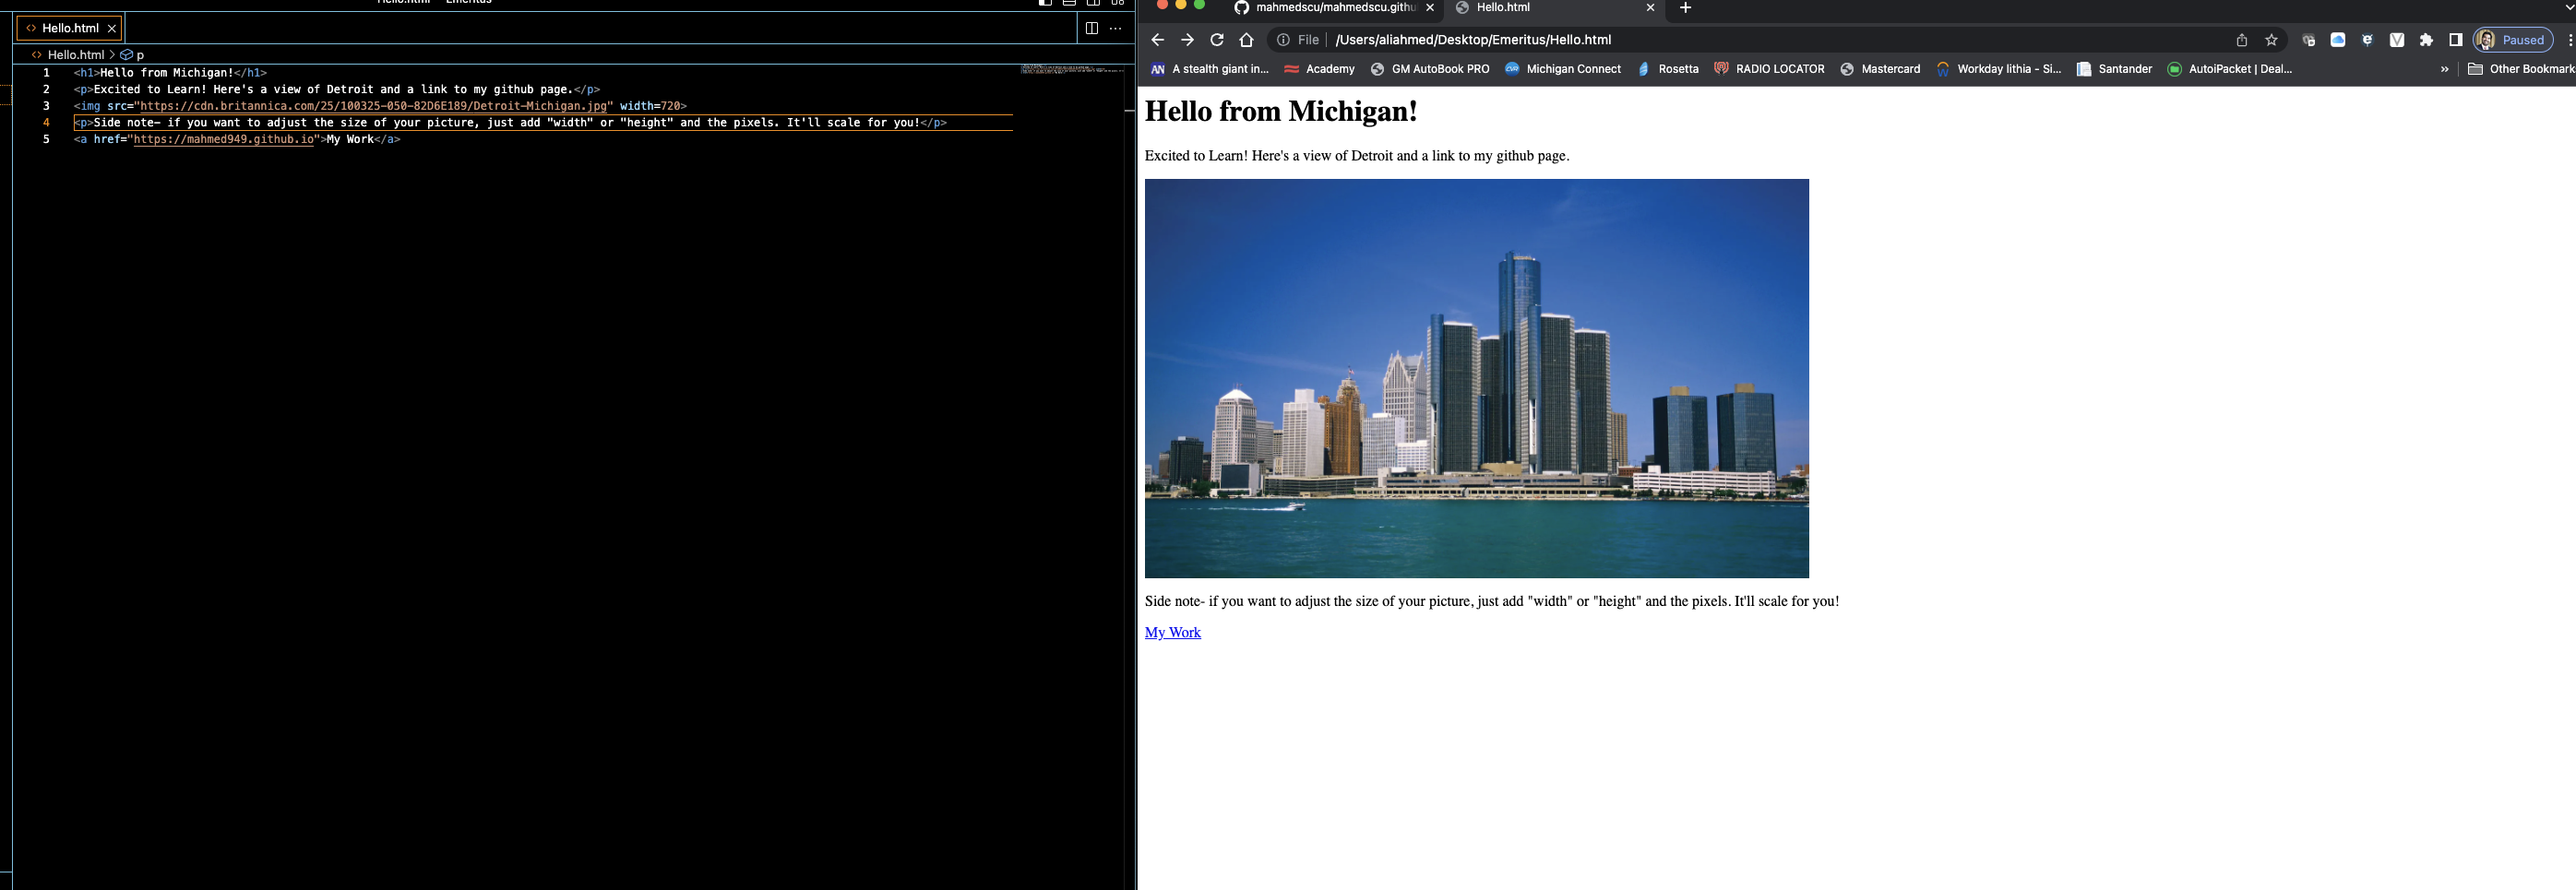 Hello.html — Emeritus
Hello.html
Hello.html > p
1 <h1>Hello from Michigan!</h1>
2 <p>Excited to Learn! Here's a view of Detroit and a link to my github page.</p>
3 <img src="https://cdn.britannica.com/25/100325-050-82D6E189/Detroit-Michigan.jpg" width=720>
4 <p>Side note- if you want to adjust the size of your picture, just add "width" or "height" and the pixels. It'll scale for you!</p>
5 <a href="https://mahmed949.github.io">My Work</a>
mahmedscu/mahmedscu.githu
Hello.html
File | /Users/aliahmed/Desktop/Emeritus/Hello.html
Paused
A stealth giant in... Academy GM AutoBook PRO Michigan Connect Rosetta RADIO LOCATOR Mastercard Workday lithia - Si... Santander AutoiPacket | Deal... » Other Bookmark
Hello from Michigan!
Excited to Learn! Here's a view of Detroit and a link to my github page.
Side note- if you want to adjust the size of your picture, just add "width" or "height" and the pixels. It'll scale for you!
My Work